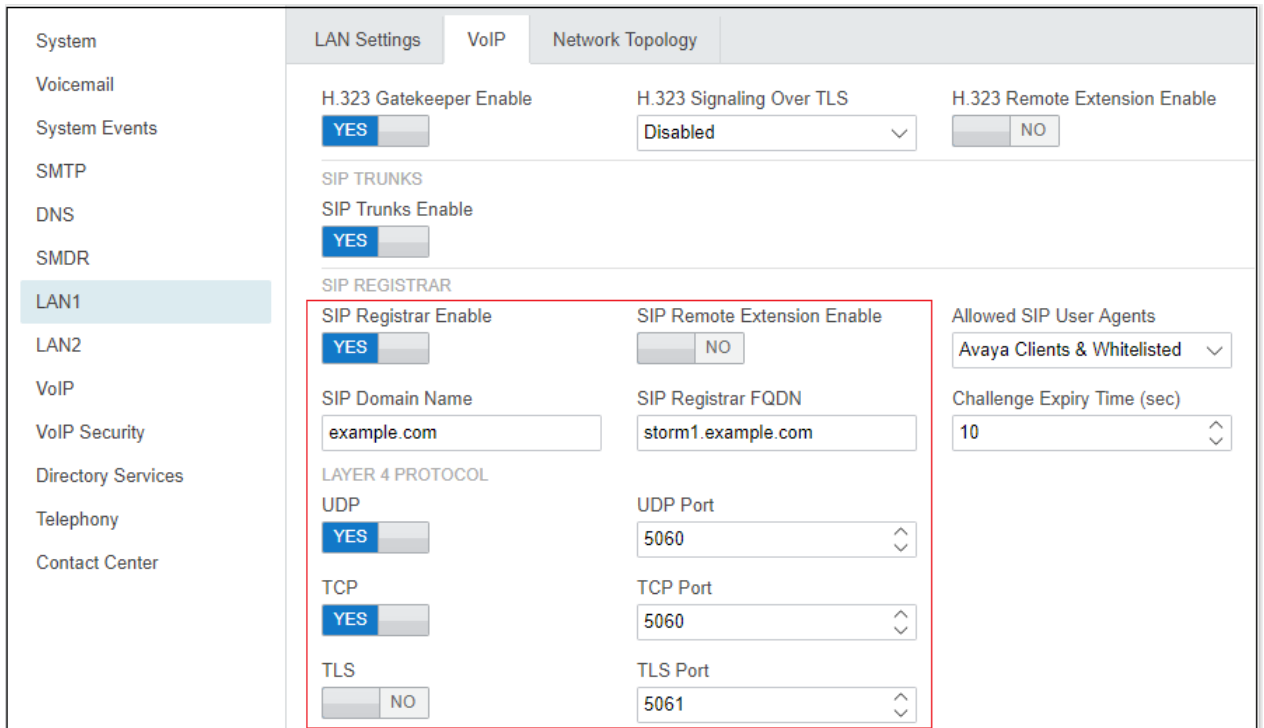 System
Voicemail
System Events
SMTP
DNS
SMDR
LAN1
LAN2
VoIP
VoIP Security
Directory Services
Telephony
Contact Center
LAN Settings VoIP Network Topology
H.323 Gatekeeper Enable H.323 Signaling Over TLS H.323 Remote Extension Enable
YES Disabled NO
SIP TRUNKS
SIP Trunks Enable
YES
SIP REGISTRAR
SIP Registrar Enable SIP Remote Extension Enable Allowed SIP User Agents
YES NO Avaya Clients & Whitelisted
SIP Domain Name SIP Registrar FQDN Challenge Expiry Time (sec)
example.com storm1.example.com 10
LAYER 4 PROTOCOL
UDP UDP Port
YES 5060
TCP TCP Port
YES 5060
TLS TLS Port
NO 5061